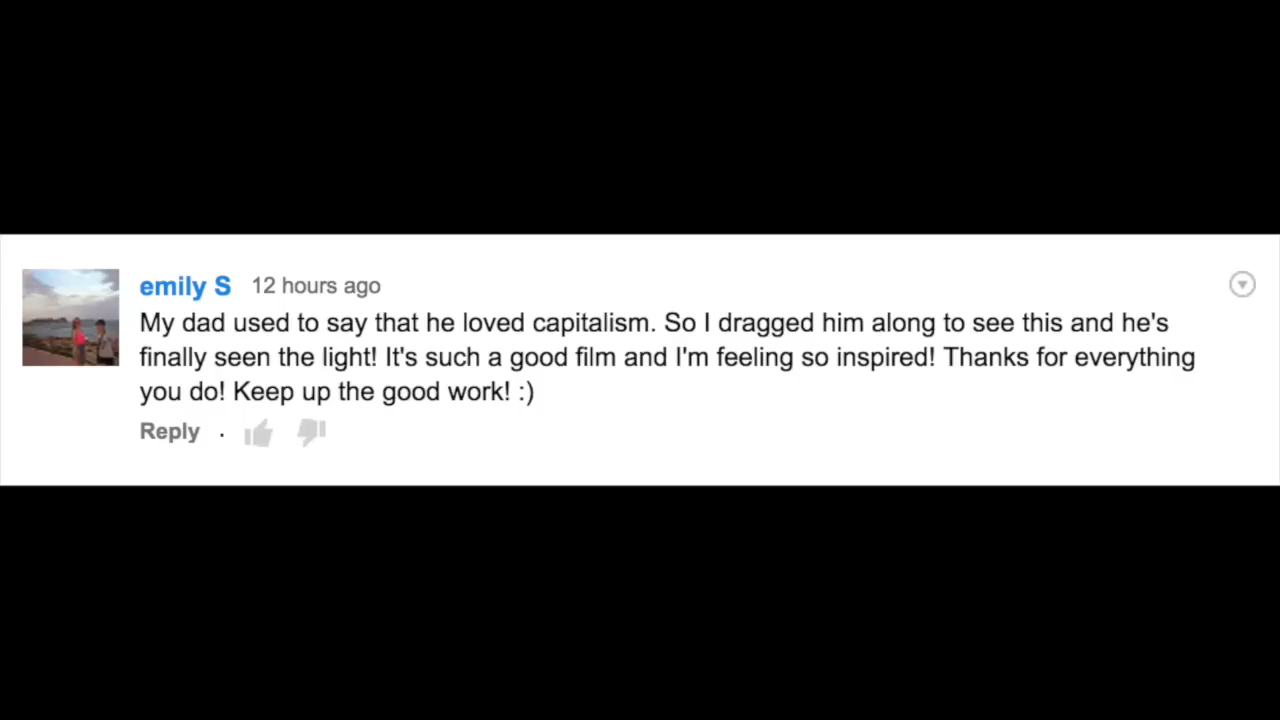 emily S 12 hours ago
My dad used to say that he loved capitalism. So I dragged him along to see this and he's
finally seen the light! It's such a good film and I'm feeling so inspired! Thanks for everything
you do! Keep up the good work! :)
Reply ·